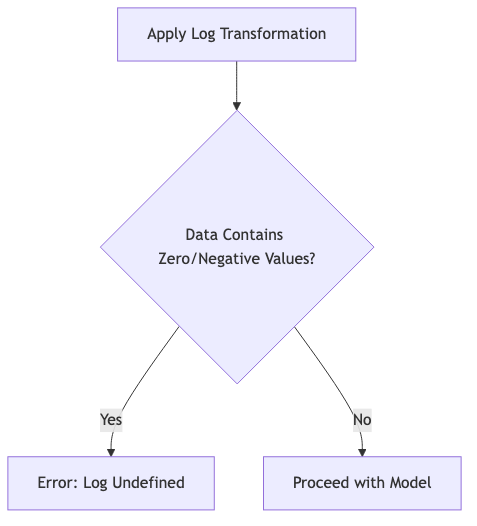 Apply Log Transformation
Data Contains
Zero/Negative Values?
Yes
No
Error: Log Undefined
Proceed with Model